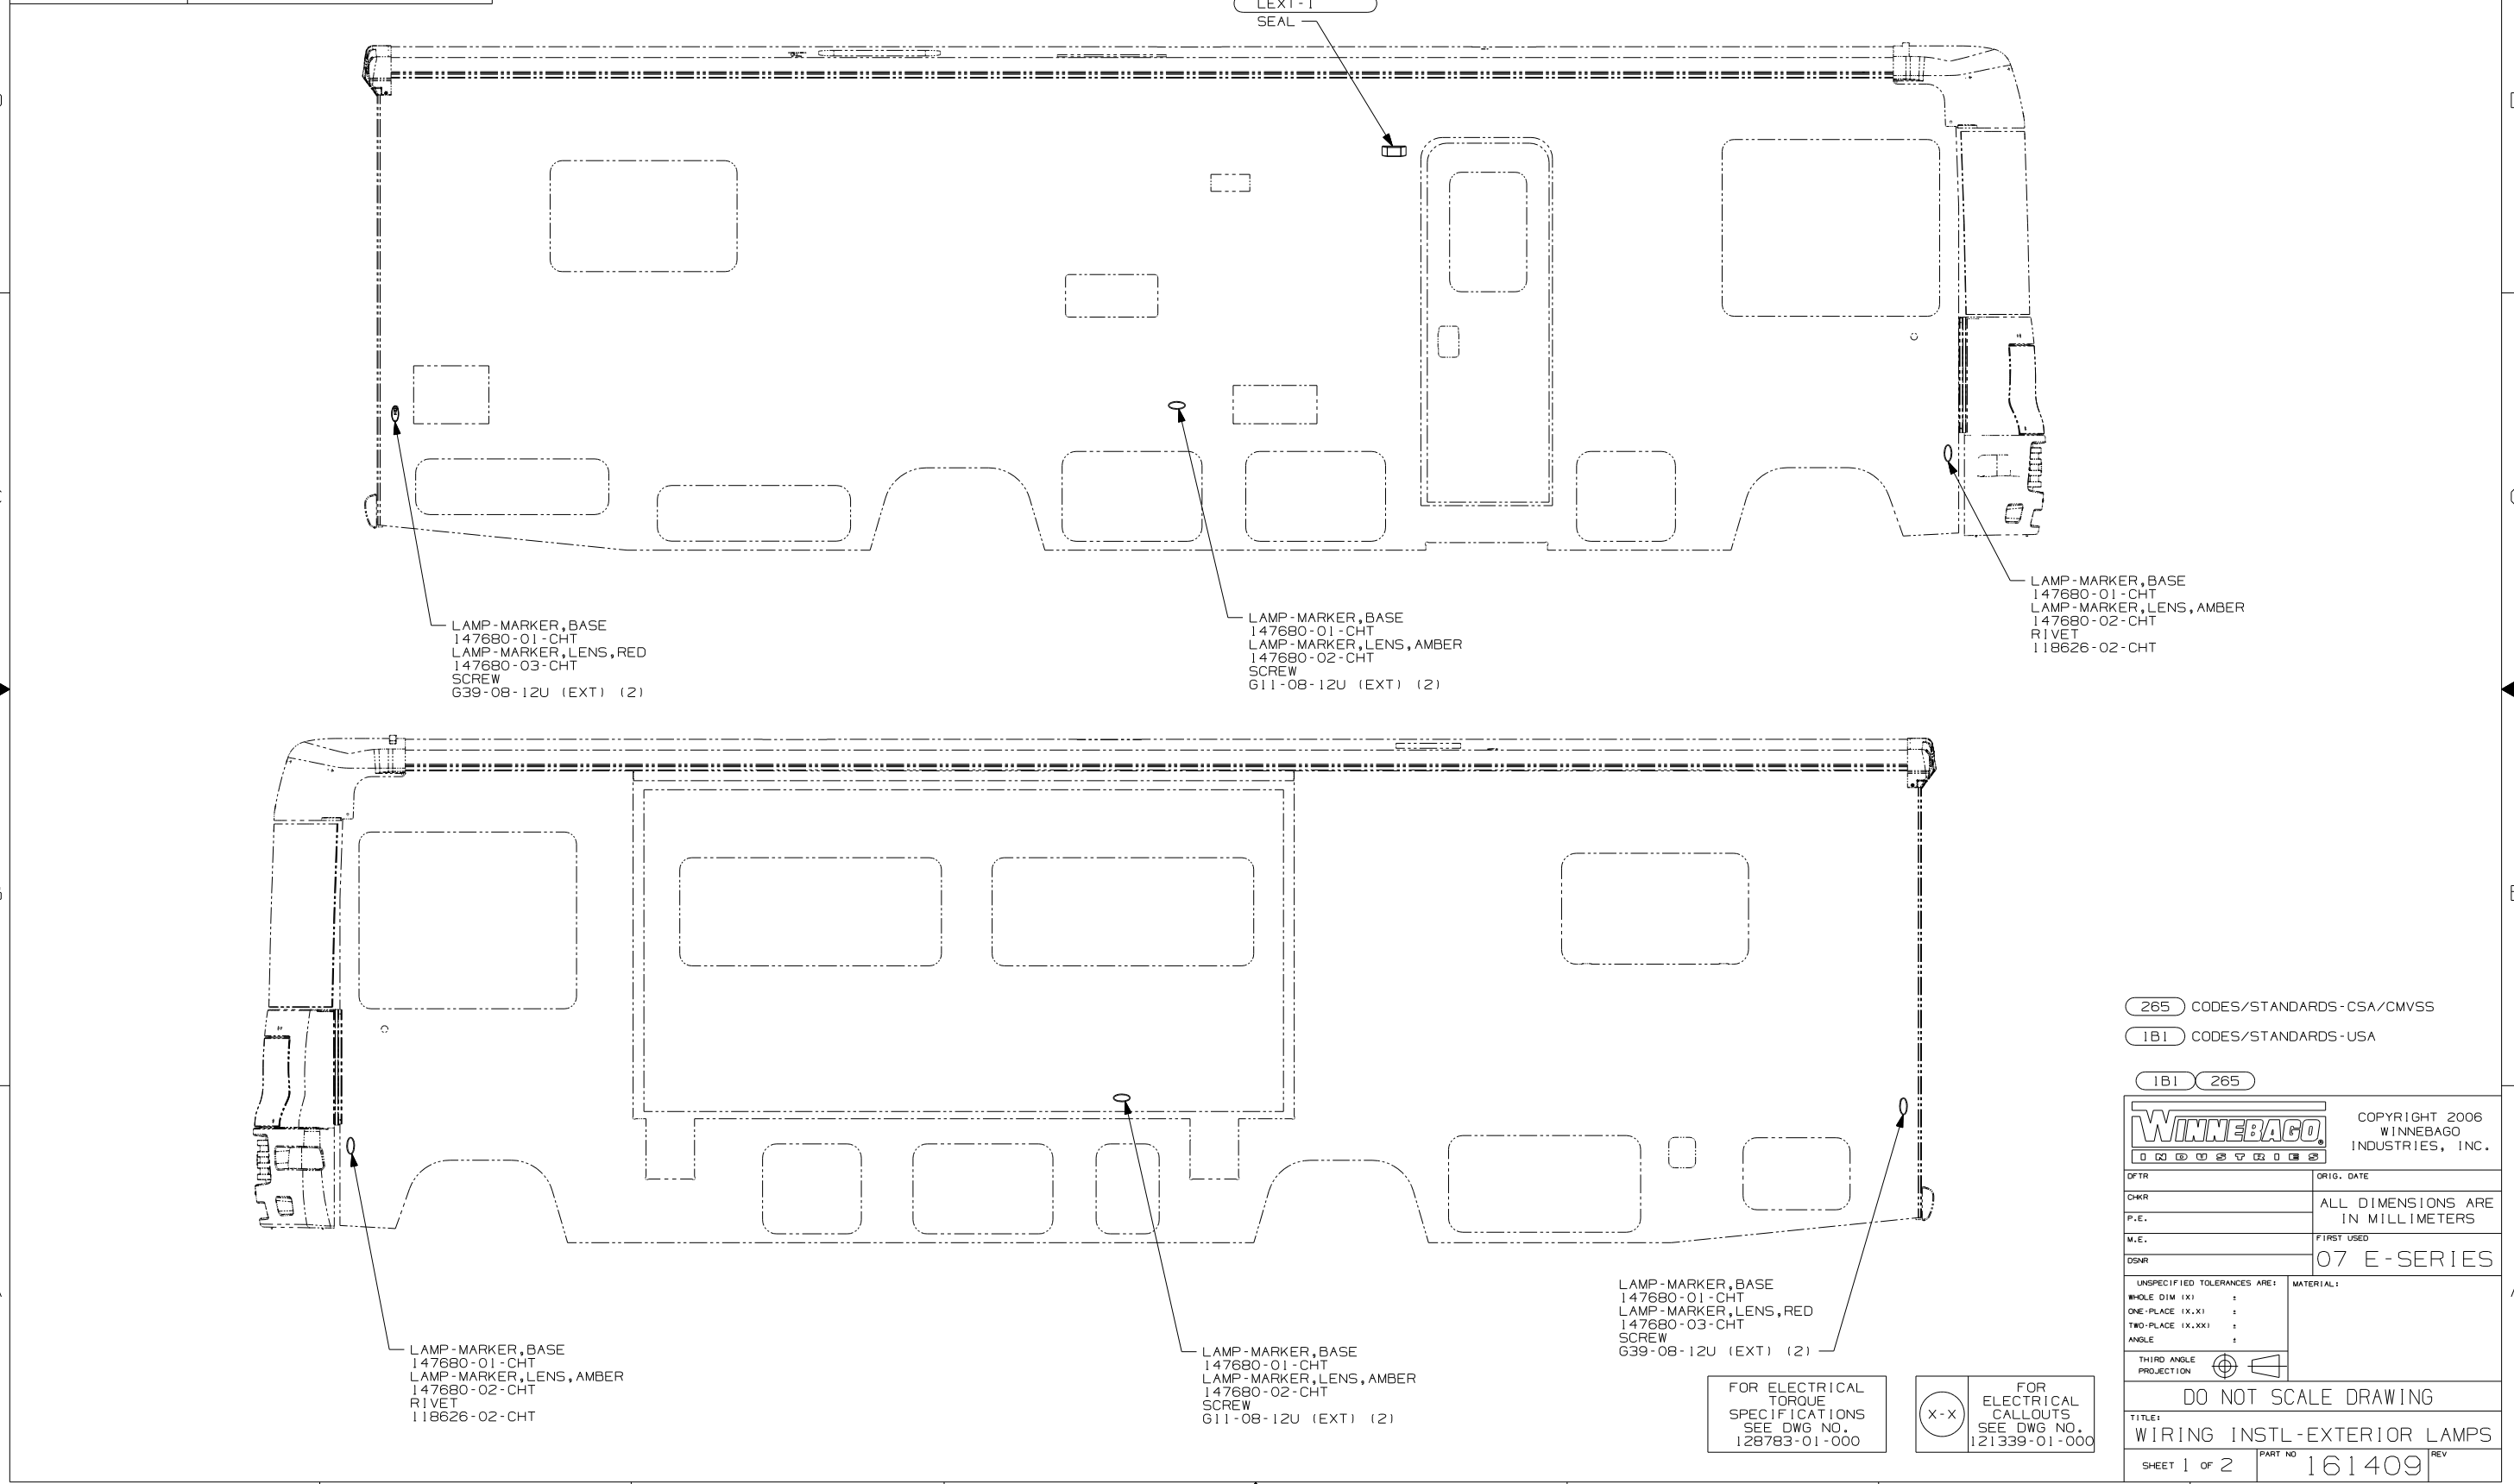 LEXT-1
SEAL
LAMP-MARKER,BASE
147680-01-CHT
LAMP-MARKER,LENS,RED
147680-03-CHT
SCREW
G39-08-12U (EXT) (2)
LAMP-MARKER,BASE
147680-01-CHT
LAMP-MARKER,LENS,AMBER
147680-02-CHT
SCREW
G11-08-12U (EXT) (2)
LAMP-MARKER,BASE
147680-01-CHT
LAMP-MARKER,LENS,AMBER
147680-02-CHT
RIVET
118626-02-CHT
LAMP-MARKER,BASE
147680-01-CHT
LAMP-MARKER,LENS,AMBER
147680-02-CHT
RIVET
118626-02-CHT
LAMP-MARKER,BASE
147680-01-CHT
LAMP-MARKER,LENS,AMBER
147680-02-CHT
SCREW
G11-08-12U (EXT) (2)
LAMP-MARKER,BASE
147680-01-CHT
LAMP-MARKER,LENS,RED
147680-03-CHT
SCREW
G39-08-12U (EXT) (2)
FOR ELECTRICAL
TORQUE
SPECIFICATIONS
SEE DWG NO.
128783-01-000
X-X
FOR
ELECTRICAL
CALLOUTS
SEE DWG NO.
121339-01-000
265 CODES/STANDARDS-CSA/CMVSS
1B1 CODES/STANDARDS-USA
1B1 265
WINNEBAGO
INDUSTRIES
COPYRIGHT 2006
WINNEBAGO
INDUSTRIES, INC.
DFTR
ORIG. DATE
CHKR
ALL DIMENSIONS ARE
IN MILLIMETERS
P.E.
M.E.
FIRST USED
07 E-SERIES
DSNR
UNSPECIFIED TOLERANCES ARE:
MATERIAL:
WHOLE DIM (X) ±
ONE-PLACE (X.X) ±
TWO-PLACE (X.XX) ±
ANGLE ±
THIRD ANGLE
PROJECTION
DO NOT SCALE DRAWING
TITLE:
WIRING INSTL-EXTERIOR LAMPS
SHEET 1 OF 2
PART NO
161409
REV